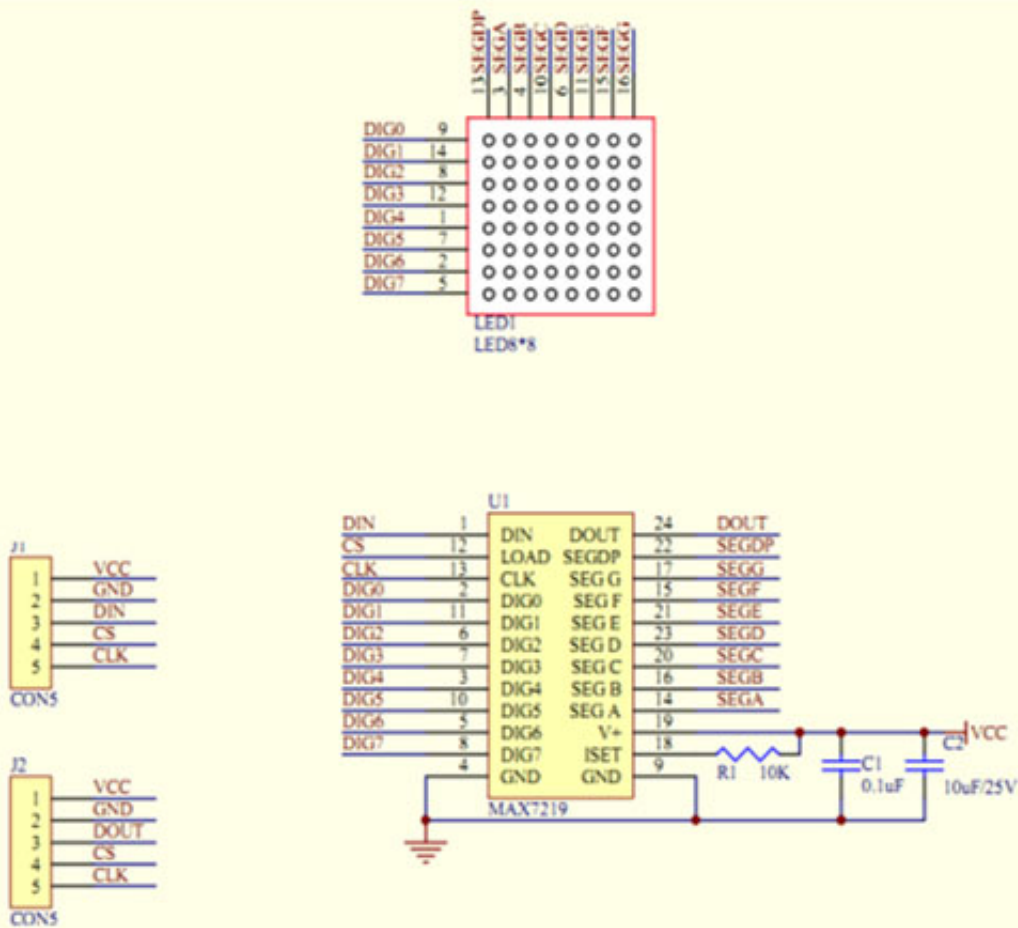 13 SEGDP
3 SEGA
4 SEGB
10 SEGC
6 SEGD
11 SEGE
15 SEGF
16 SEGG
DIG0 9
DIG1 14
DIG2 8
DIG3 12
DIG4 1
DIG5 7
DIG6 2
DIG7 5
LED1
LED8*8
J1
1 VCC
2 GND
3 DIN
4 CS
5 CLK
CON5
J2
1 VCC
2 GND
3 DOUT
4 CS
5 CLK
CON5
U1
DIN 1 DIN DOUT 24 DOUT
CS 12 LOAD SEGDP 22 SEGDP
CLK 13 CLK SEG G 17 SEGG
DIG0 2 DIG0 SEG F 15 SEGF
DIG1 11 DIG1 SEG E 21 SEGE
DIG2 6 DIG2 SEG D 23 SEGD
DIG3 7 DIG3 SEG C 20 SEGC
DIG4 3 DIG4 SEG B 16 SEGB
DIG5 10 DIG5 SEG A 14 SEGA
DIG6 5 DIG6 V+ 19 VCC
DIG7 8 DIG7 ISET 18
4 GND GND 9
MAX7219
R1 10K
C1
0.1uF
C2
10uF/25V